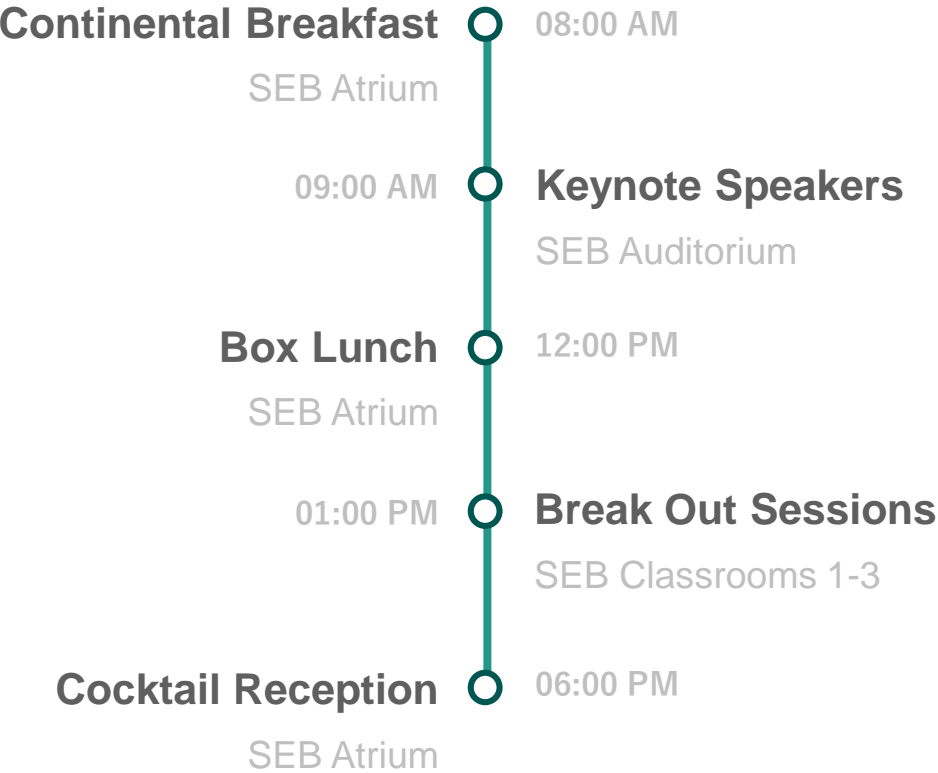 Continental Breakfast 08:00 AM
SEB Atrium
09:00 AM Keynote Speakers
SEB Auditorium
Box Lunch 12:00 PM
SEB Atrium
01:00 PM Break Out Sessions
SEB Classrooms 1-3
Cocktail Reception 06:00 PM
SEB Atrium